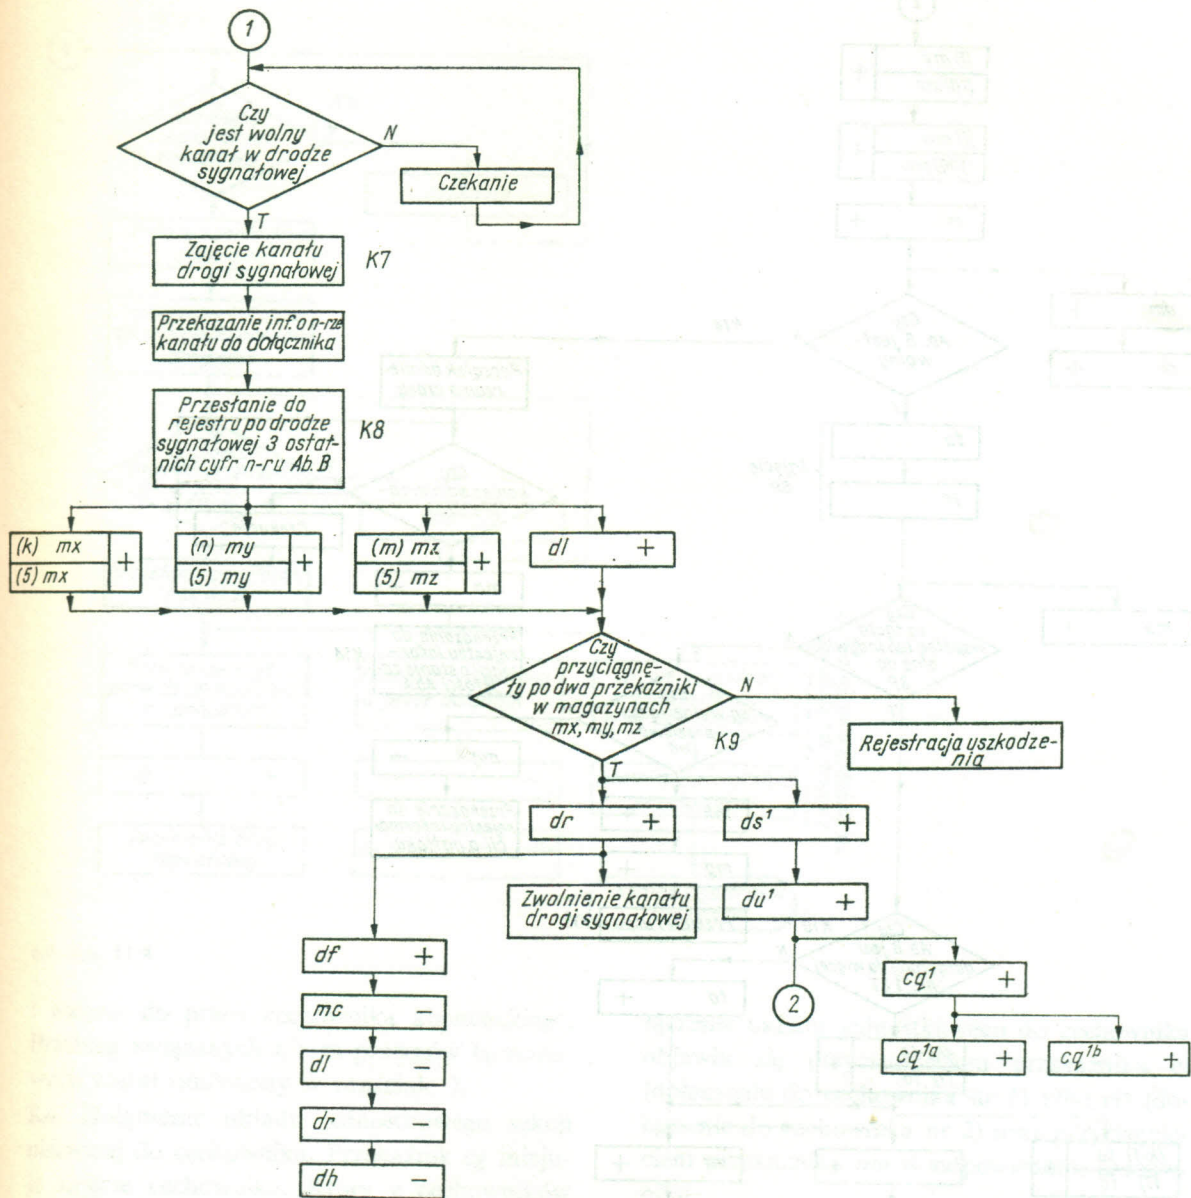 1
Czy
jest wolny
kanał w drodze
sygnałowej
N
Czekanie
T
Zajęcie kanału
drogi sygnałowej
K7
Przekazanie inf. o n-rze
kanału do dołącznika
Przesłanie do
rejestru po drodze
sygnałowej 3 ostat-
nich cyfr n-ru Ab. B
K8
(k) mx
(5) mx
+
(n) my
(5) my
+
(m) mz
(5) mz
+
dl +
Czy
przyciągnę-
ły po dwa przekaźniki
w magazynach
mx, my, mz
N
K9
Rejestracja uszkodze-
nia
T
dr +
ds¹ +
Zwolnienie kanału
drogi sygnałowej
du¹ +
df +
cq¹ +
mc −
2
dl −
cq¹ᵃ +
cq¹ᵇ +
dr −
dh −